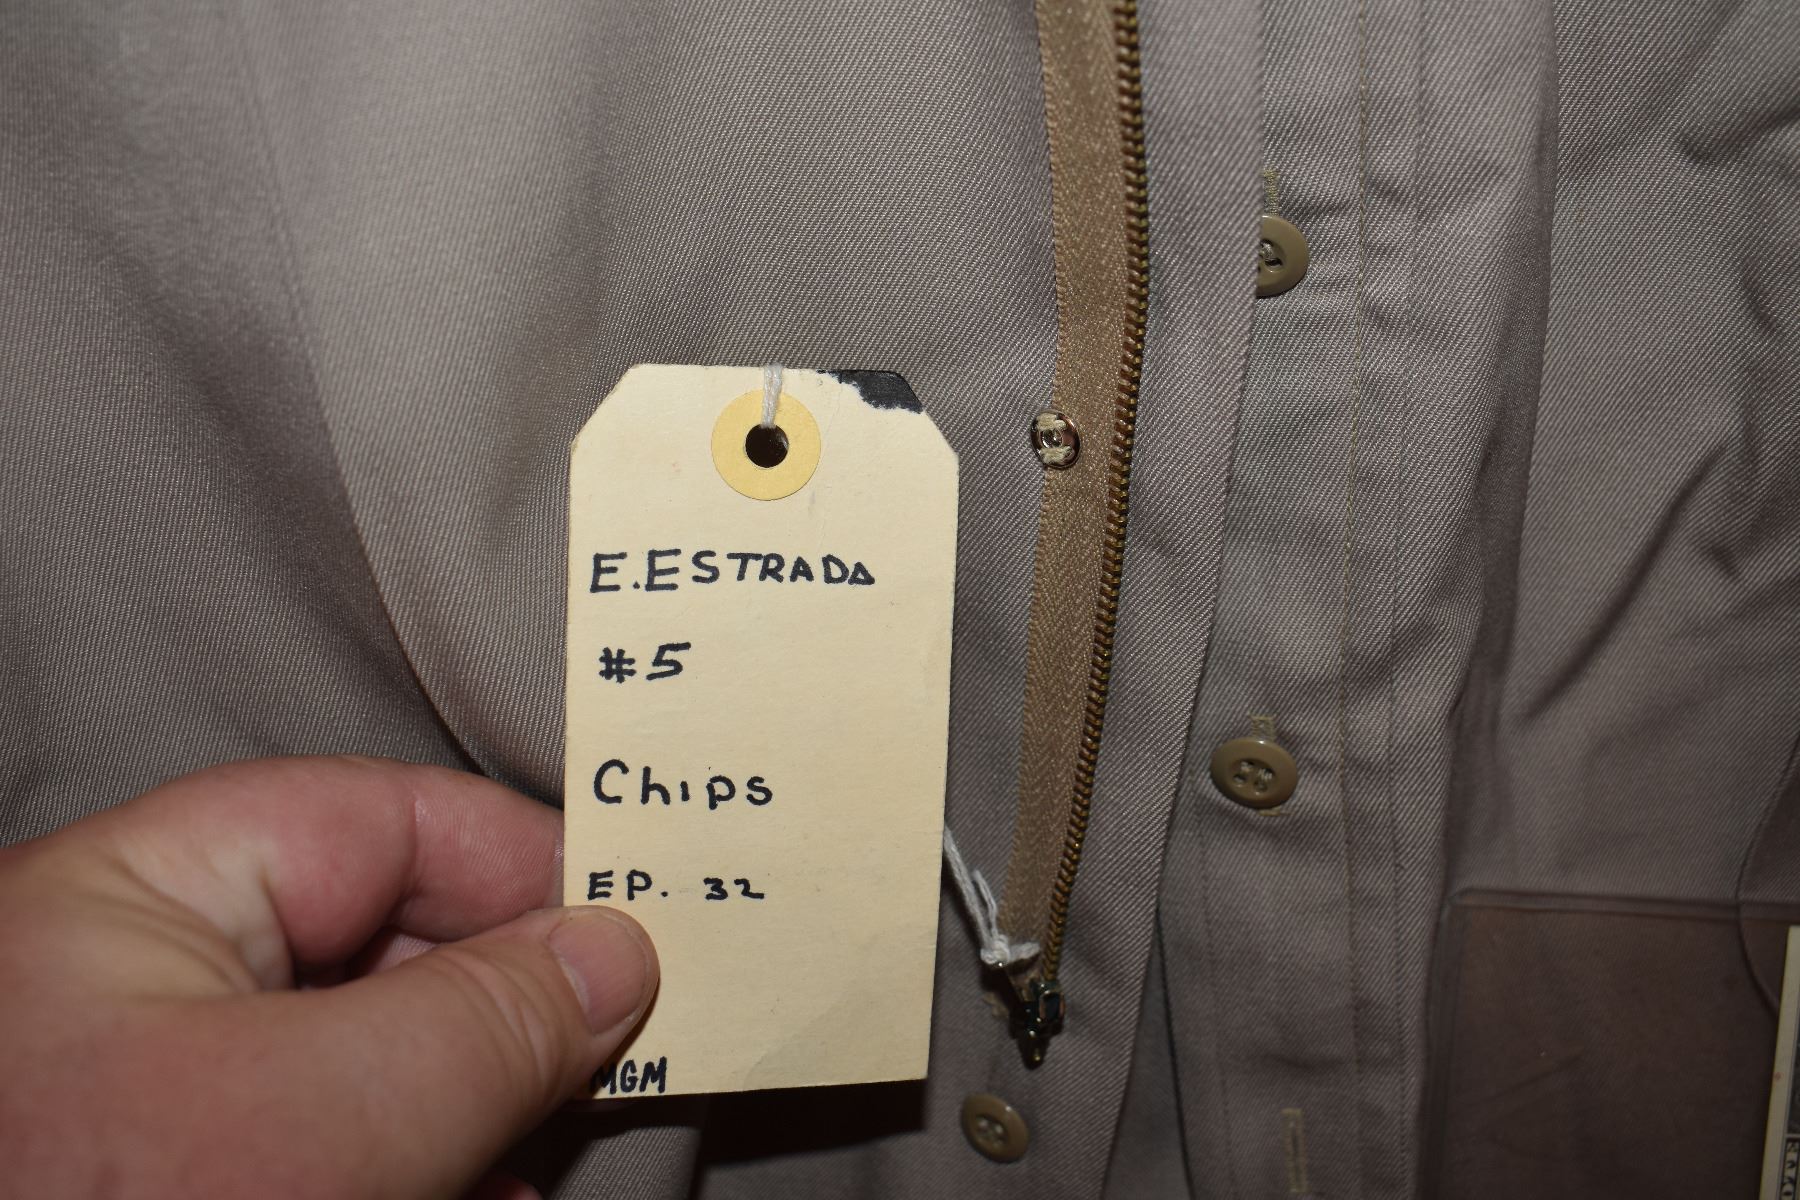 E. ESTRADA
#5
Chips
EP. 32
MGM